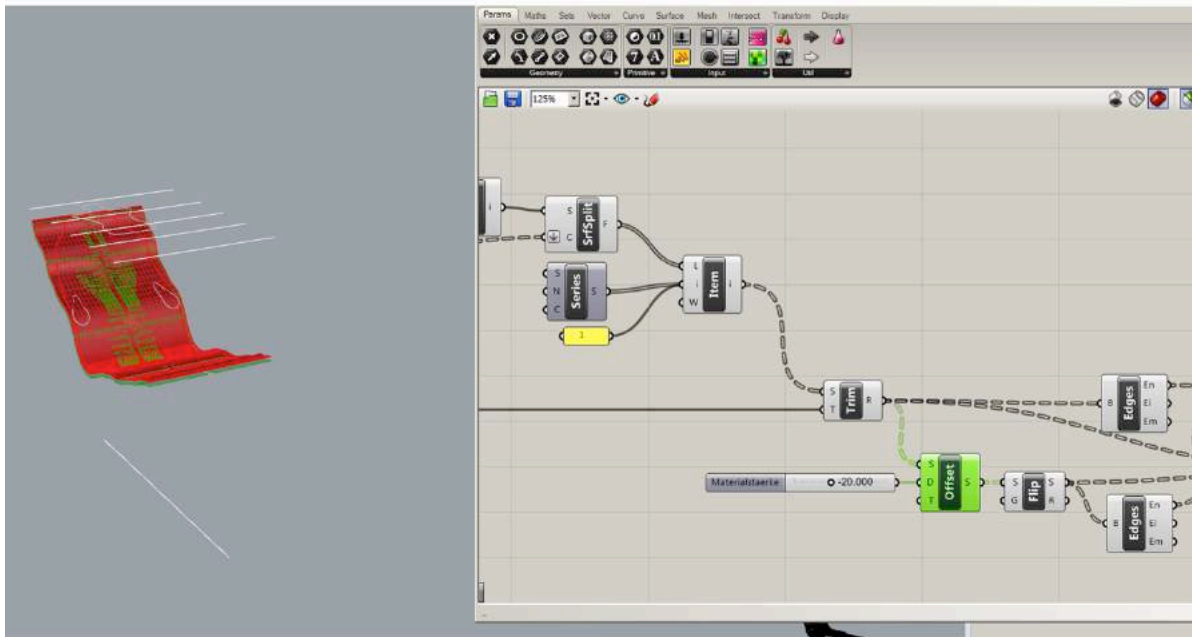 Params Maths Sets Vector Curve Surface Mesh Intersect Transform Display
Geometry Primitive Input Util
125%
i
S F
C
SrfSplit
S S
N
C
Series
1
L i
i
W
Item
S R
T
Trim
B En
Ei
Em
Edges
Materialstaerke -20.000
S S
D
T
Offset
S S
G R
Flip
B En
Ei
Em
Edges